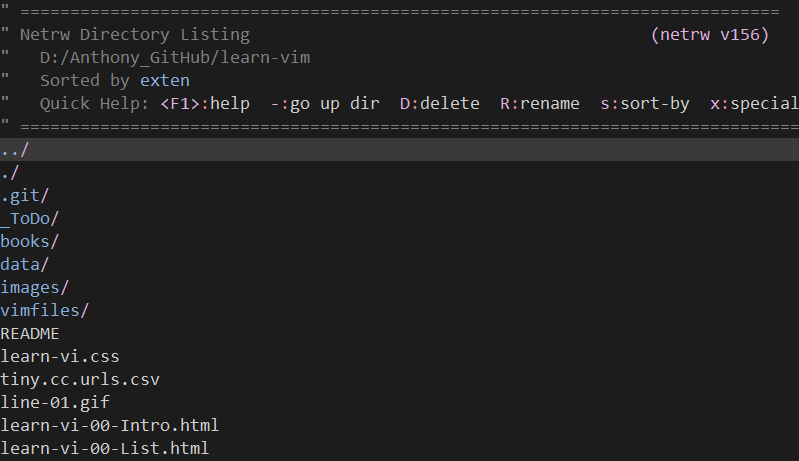 " ============================================================================
" Netrw Directory Listing                                        (netrw v156)
"   D:/Anthony_GitHub/learn-vim
"   Sorted by exten
"   Quick Help: <F1>:help  -:go up dir  D:delete  R:rename  s:sort-by  x:special
" ==============================================================================
../
./
.git/
_ToDo/
books/
data/
images/
vimfiles/
README
learn-vi.css
tiny.cc.urls.csv
line-01.gif
learn-vi-00-Intro.html
learn-vi-00-List.html